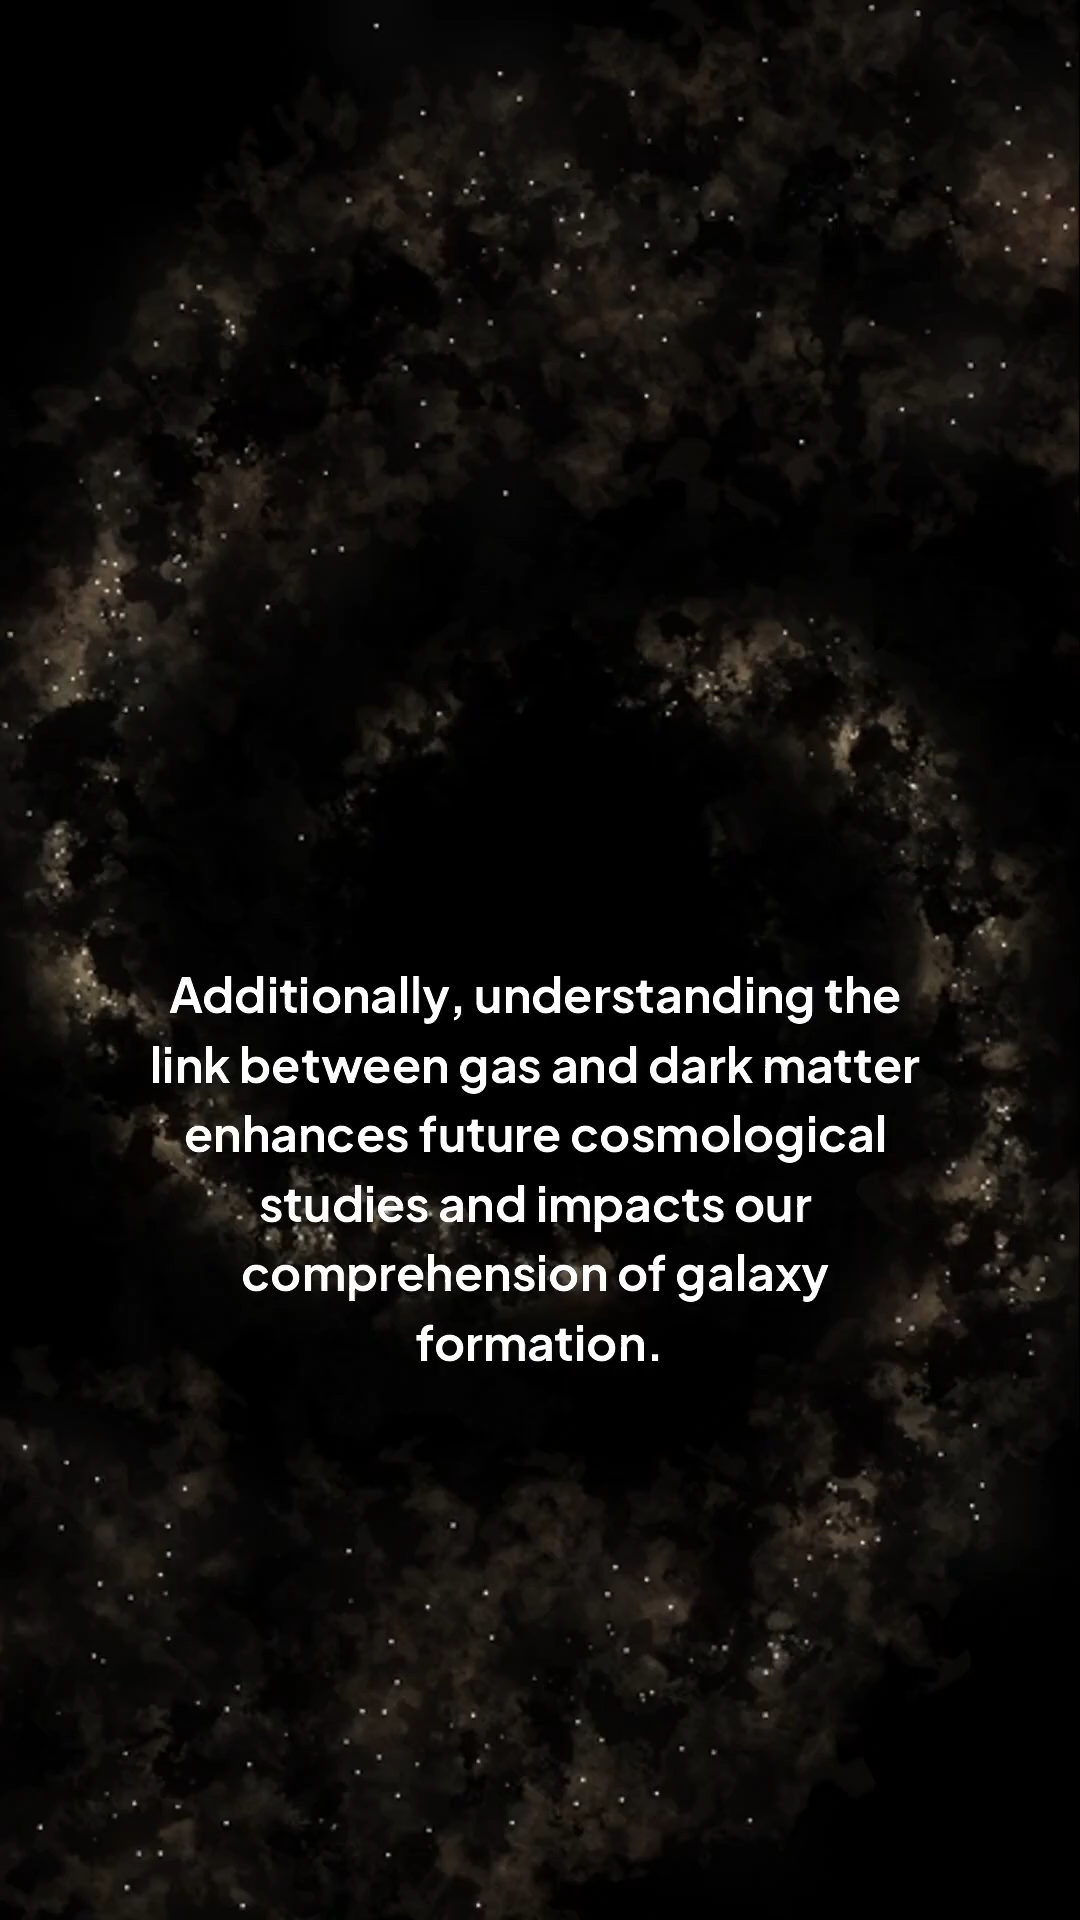 Additionally, understanding the
link between gas and dark matter
enhances future cosmological
studies and impacts our
comprehension of galaxy
formation.